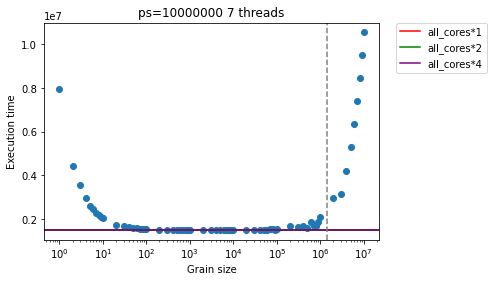 ps=10000000 7 threads
1e7
1.0
0.8
0.6
0.4
0.2
Execution time
10^0 10^1 10^2 10^3 10^4 10^5 10^6 10^7
Grain size
all_cores*1
all_cores*2
all_cores*4